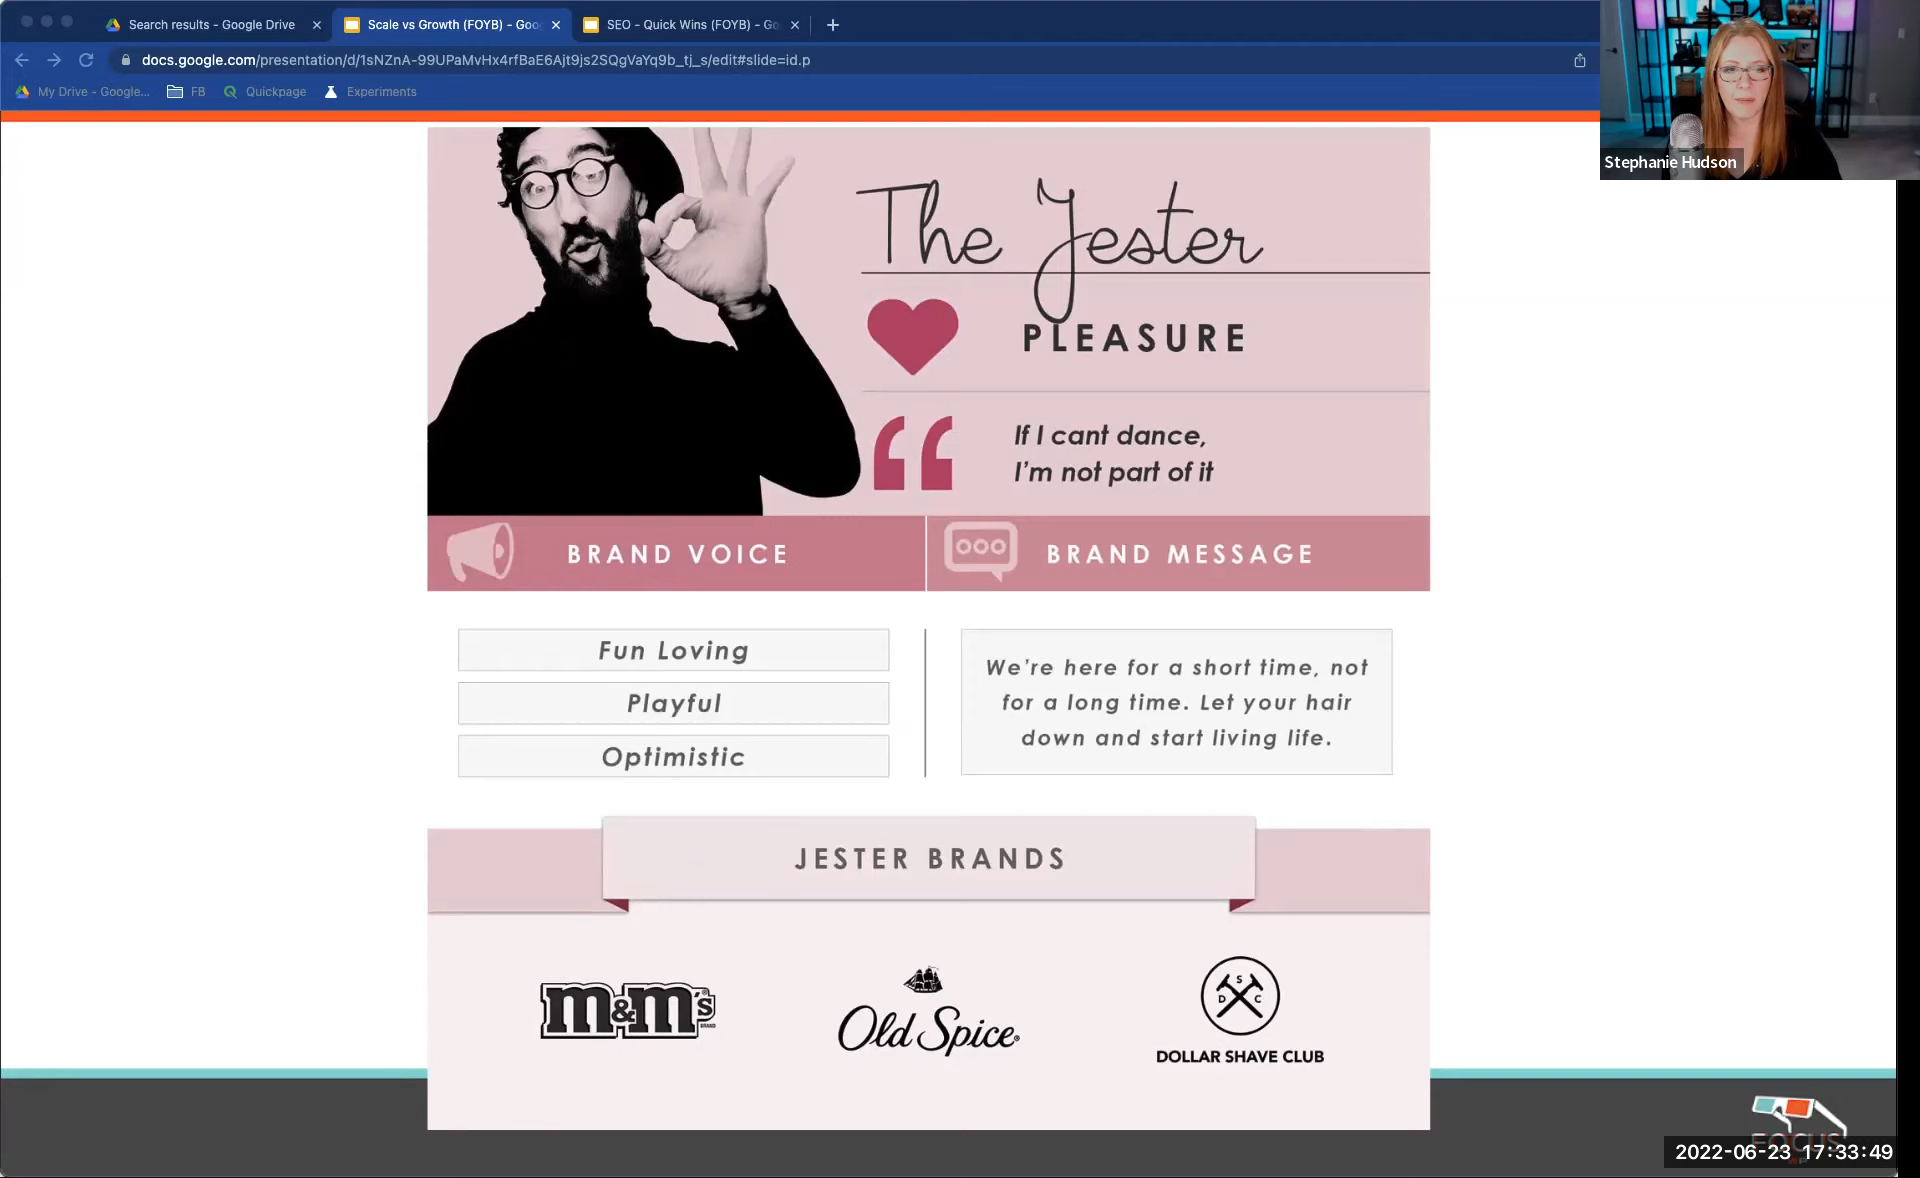 Search results - Google Drive
Scale vs Growth (FOYB) - Goo
SEO - Quick Wins (FOYB) - Go
docs.google.com/presentation/d/1sNZnA-99UPaMvHx4rfBaE6Ajt9js2SQgVaYq9b_tj_s/edit#slide=id.p
My Drive - Google...
FB
Quickpage
Experiments
Stephanie Hudson
The Jester
PLEASURE
If I cant dance,
I'm not part of it
BRAND VOICE
BRAND MESSAGE
Fun Loving
Playful
Optimistic
We're here for a short time, not
for a long time. Let your hair
down and start living life.
JESTER BRANDS
m&m's
BRAND
Old Spice
S
D C
DOLLAR SHAVE CLUB
FOCUS
2022-06-23 17:33:49